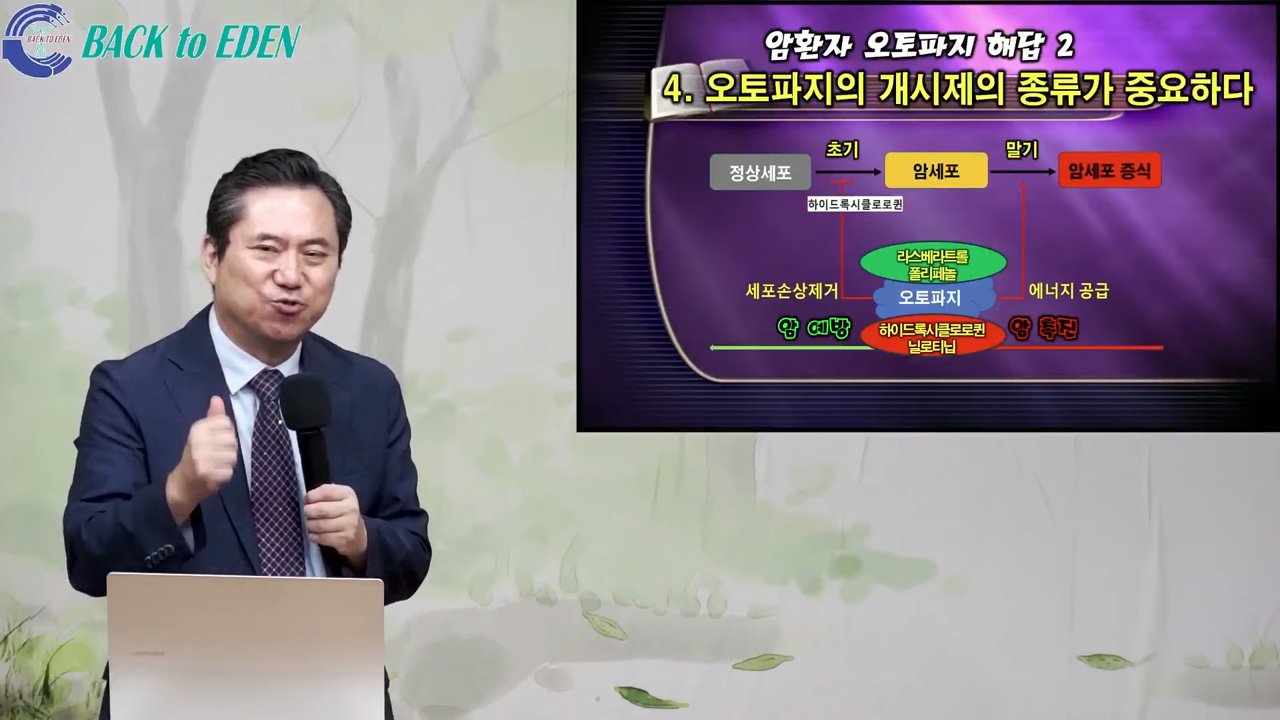 BACK TO EDEN
BACK to EDEN
암환자 오토파지 해답 2
4. 오토파지의 개시제의 종류가 중요하다
초기
말기
정상세포
암세포
암세포 증식
하이드록시클로로퀸
라스베라트롤
폴리페놀
세포손상제거
오토파지
에너지 공급
암 예방
하이드록시클로로퀸
닐로티닙
암 촉진